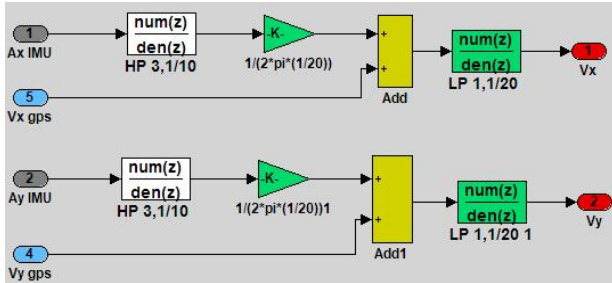 1
Ax IMU
num(z)
den(z)
HP 3,1/10
-K-
1/(2*pi*(1/20))
+
+
Add
num(z)
den(z)
LP 1,1/20
1
Vx
5
Vx gps
2
Ay IMU
num(z)
den(z)
HP 3,1/10
-K-
1/(2*pi*(1/20))1
+
+
Add1
num(z)
den(z)
LP 1,1/20 1
2
Vy
4
Vy gps